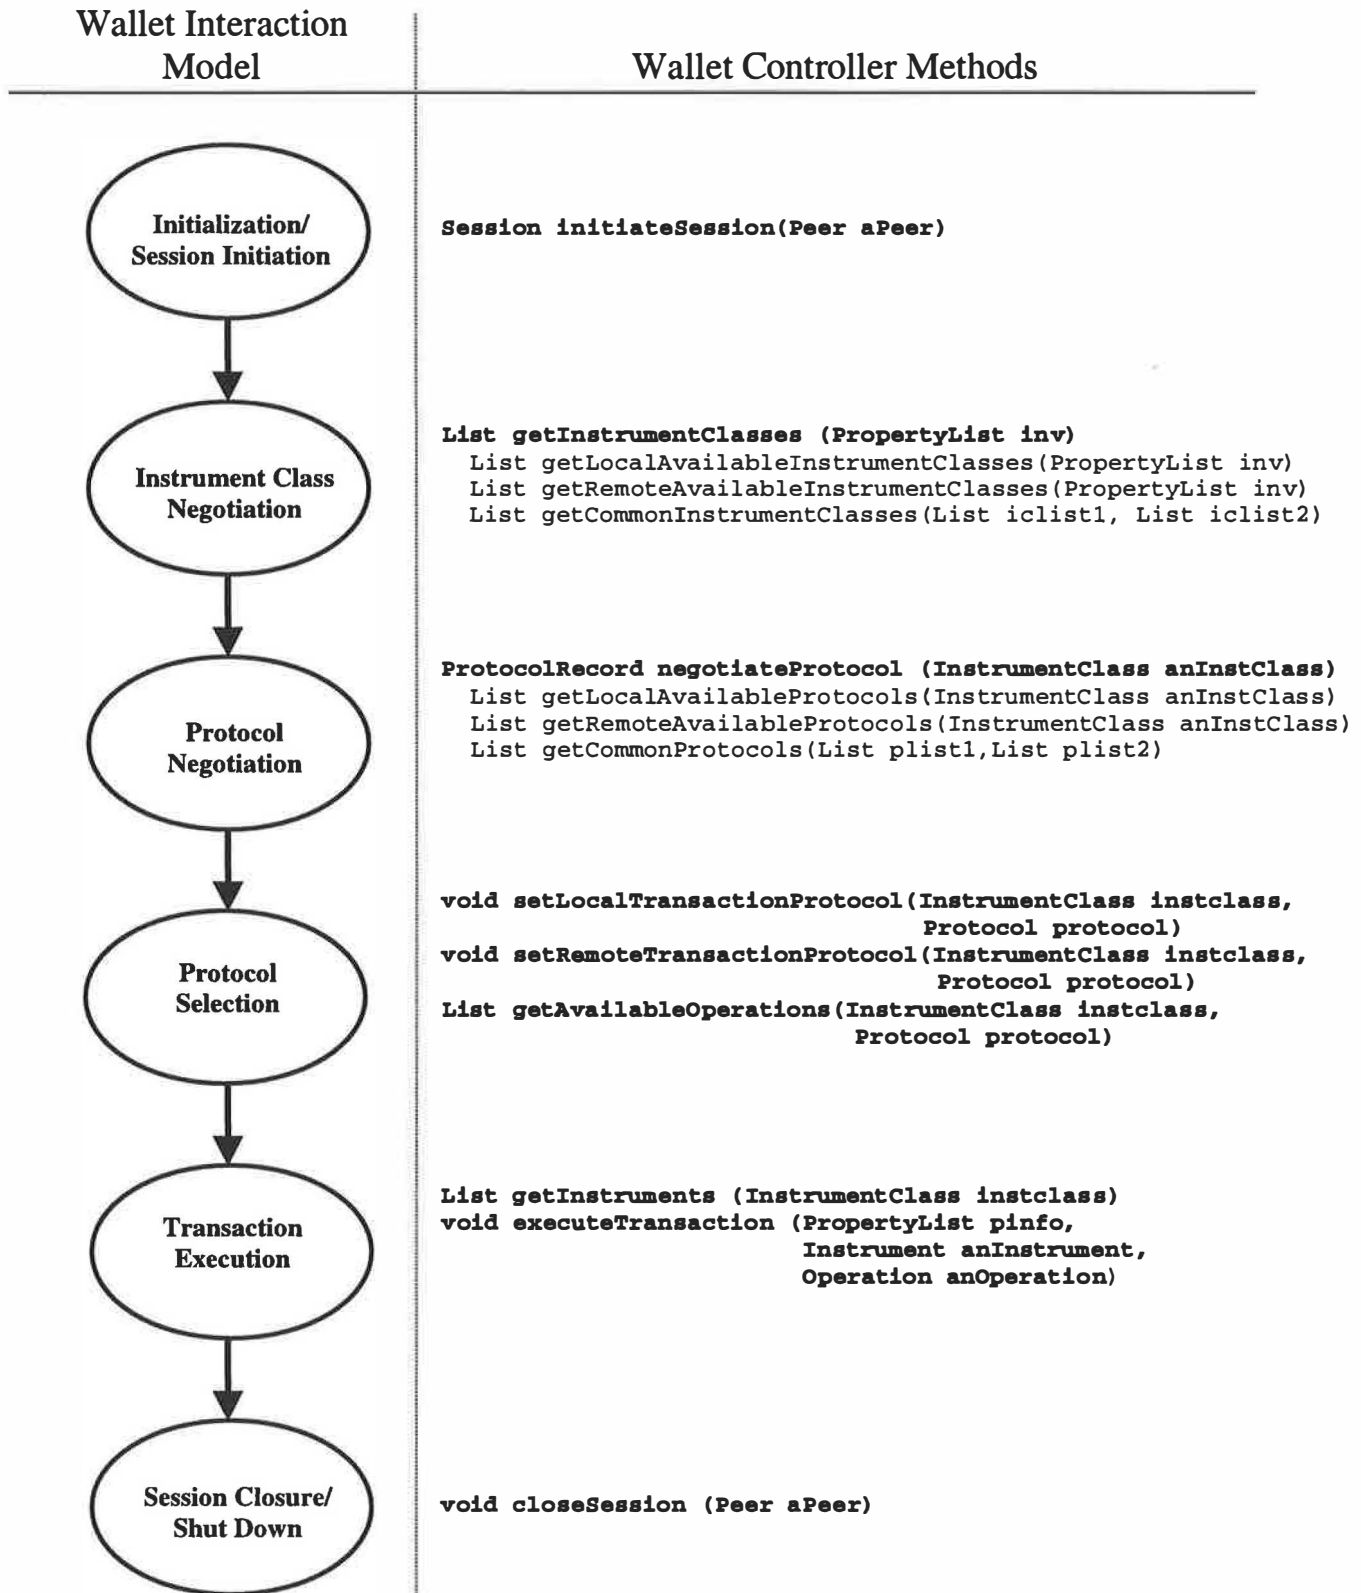 Wallet Interaction
Model
Wallet Controller Methods
Initialization/
Session Initiation
Session initiateSession(Peer aPeer)
Instrument Class
Negotiation
List getInstrumentClasses (PropertyList inv)
List getLocalAvailableInstrumentClasses(PropertyList inv)
List getRemoteAvailableInstrumentClasses(PropertyList inv)
List getCommonInstrumentClasses(List iclist1, List iclist2)
Protocol
Negotiation
ProtocolRecord negotiateProtocol (InstrumentClass anInstClass)
List getLocalAvailableProtocols(InstrumentClass anInstClass)
List getRemoteAvailableProtocols(InstrumentClass anInstClass)
List getCommonProtocols(List plist1,List plist2)
Protocol
Selection
void setLocalTransactionProtocol(InstrumentClass instclass,
Protocol protocol)
void setRemoteTransactionProtocol(InstrumentClass instclass,
Protocol protocol)
List getAvailableOperations(InstrumentClass instclass,
Protocol protocol)
Transaction
Execution
List getInstruments (InstrumentClass instclass)
void executeTransaction (PropertyList pinfo,
Instrument anInstrument,
Operation anOperation)
Session Closure/
Shut Down
void closeSession (Peer aPeer)